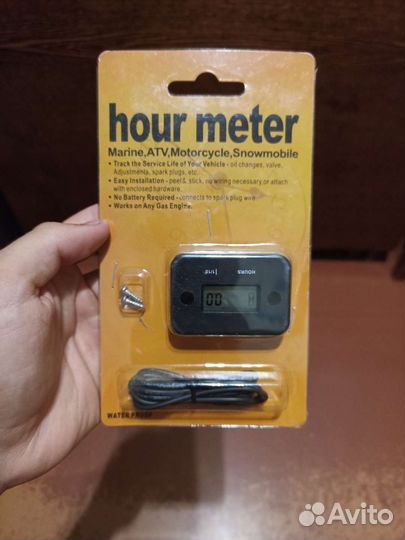 hour meter
Marine,ATV,Motorcycle,Snowmobile
• Track the Service Life of Your Vehicle - oil changes, valve,
Adjustmenta, spark plugs, etc.
• Easy Installation - peel & stick, no wiring necessary or attach
with enclosed hardware.
• No Battery Required - connects to spark plug wire.
• Works on Any Gas Engine.
HOURS
00 H
WATER PROOF
Avito